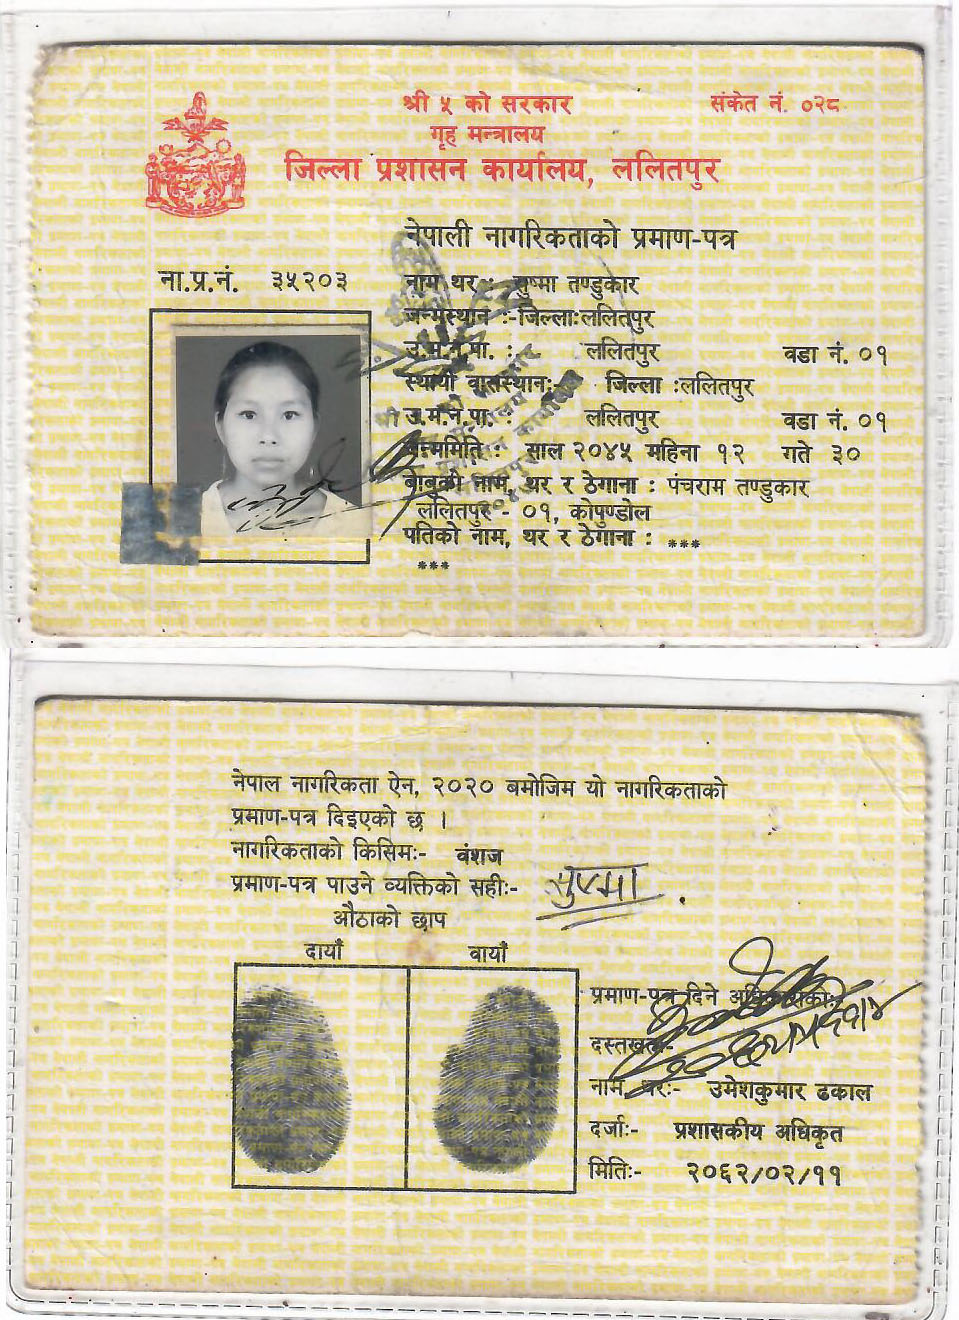 श्री ५ को सरकार
संकेत नं. ०२८
गृह मन्त्रालय
जिल्ला प्रशासन कार्यालय, ललितपुर
नेपाली नागरिकताको प्रमाण-पत्र
ना.प्र.नं. ३५२०३
नाम थर : सुष्मा तण्डुकार
जन्मस्थान :-जिल्ला:ललितपुर
उ.म.न.पा. : ललितपुर वडा नं. ०१
स्थायी वासस्थान:- जिल्ला :ललितपुर
उ.म.न.पा. : ललितपुर वडा नं. ०१
जन्ममिति: साल २०४५ महिना १२ गते ३०
बाबुको नाम, थर र ठेगाना : पंचराम तण्डुकार
ललितपुर - ०१, कोपुण्डोल
पतिको नाम, थर र ठेगाना : ***
***
नेपाल नागरिकता ऐन, २०२० बमोजिम यो नागरिकताको
प्रमाण-पत्र दिइएको छ ।
नागरिकताको किसिम:- वंशज
प्रमाण-पत्र पाउने व्यक्तिको सही:- सुष्मा
औठाको छाप
दायाँ वायाँ
प्रमाण-पत्र दिने अधिकारीको:
दस्तखत:-
नाम थर:- उमेशकुमार ढकाल
दर्जा:- प्रशासकीय अधिकृत
मिति:- २०६२/०२/११